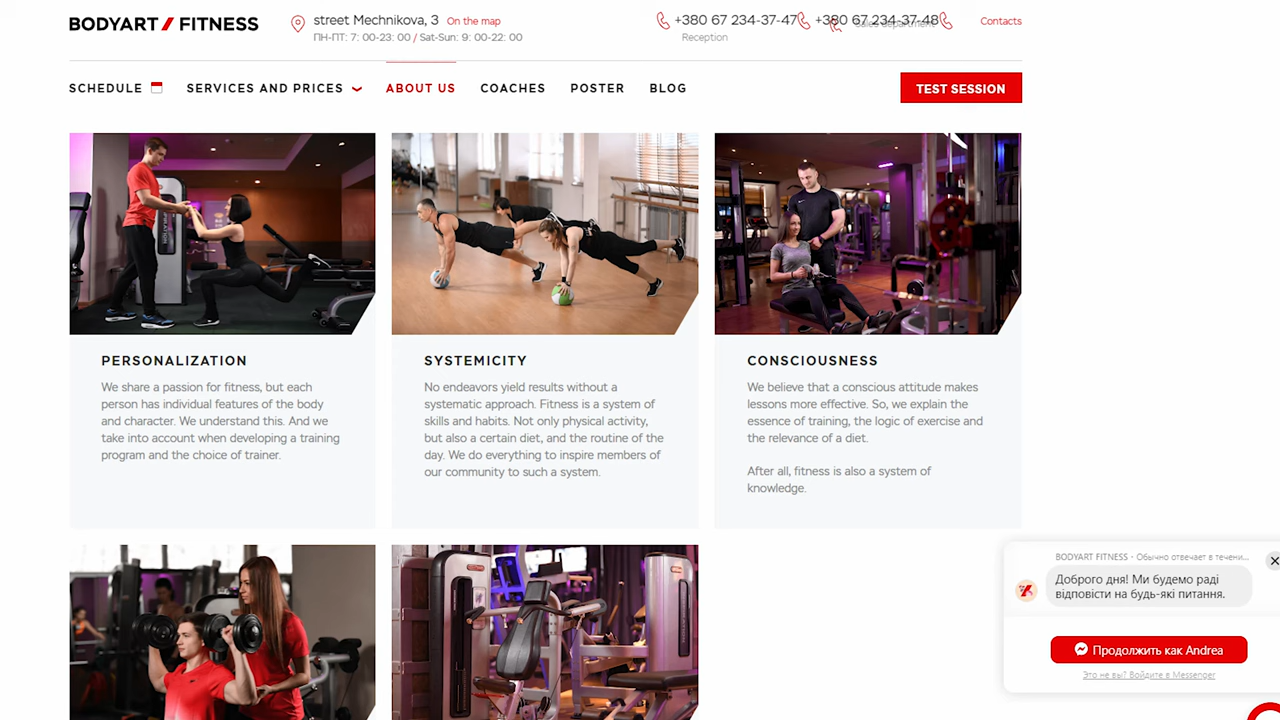 BODYART FITNESS
street Mechnikova, 3 On the map
ПН-ПТ: 7: 00-23: 00 / Sat-Sun: 9: 00-22: 00
+380 67 234-37-47
Reception
+380 67 234-37-48
Sales department
Contacts
SCHEDULE SERVICES AND PRICES ABOUT US COACHES POSTER BLOG
TEST SESSION
PERSONALIZATION
We share a passion for fitness, but each
person has individual features of the body
and character. We understand this. And we
take into account when developing a training
program and the choice of trainer.
SYSTEMICITY
No endeavors yield results without a
systematic approach. Fitness is a system of
skills and habits. Not only physical activity,
but also a certain diet, and the routine of the
day. We do everything to inspire members of
our community to such a system.
CONSCIOUSNESS
We believe that a conscious attitude makes
lessons more effective. So, we explain the
essence of training, the logic of exercise and
the relevance of a diet.
After all, fitness is also a system of
knowledge.
BODYART FITNESS - Обычно отвечает в течени...
Доброго дня! Ми будемо раді
відповісти на будь-які питання.
Продолжить как Andrea
Это не вы? Войдите в Messenger